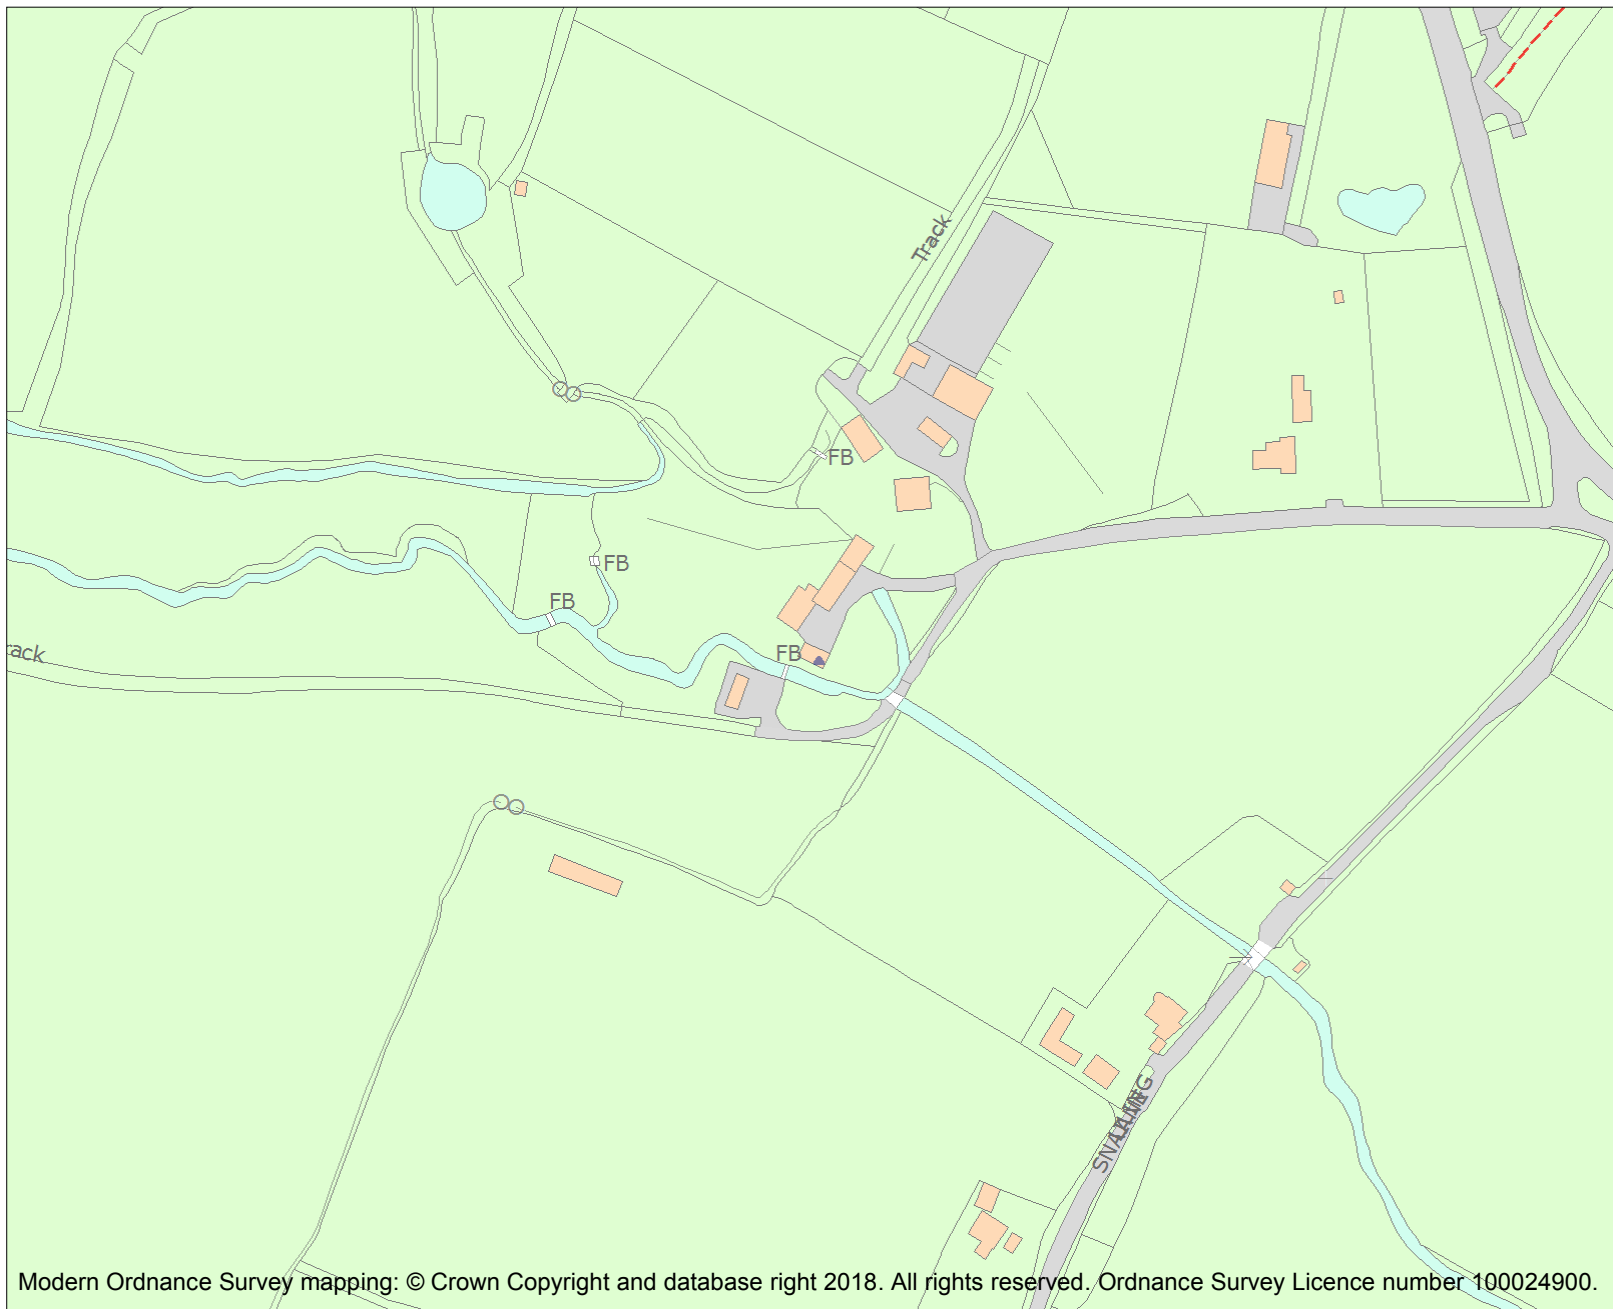 Track
FB
FB
FB
FB
rack
Modern Ordnance Survey mapping: © Crown Copyright and database right 2018. All rights reserved. Ordnance Survey Licence number 100024900.